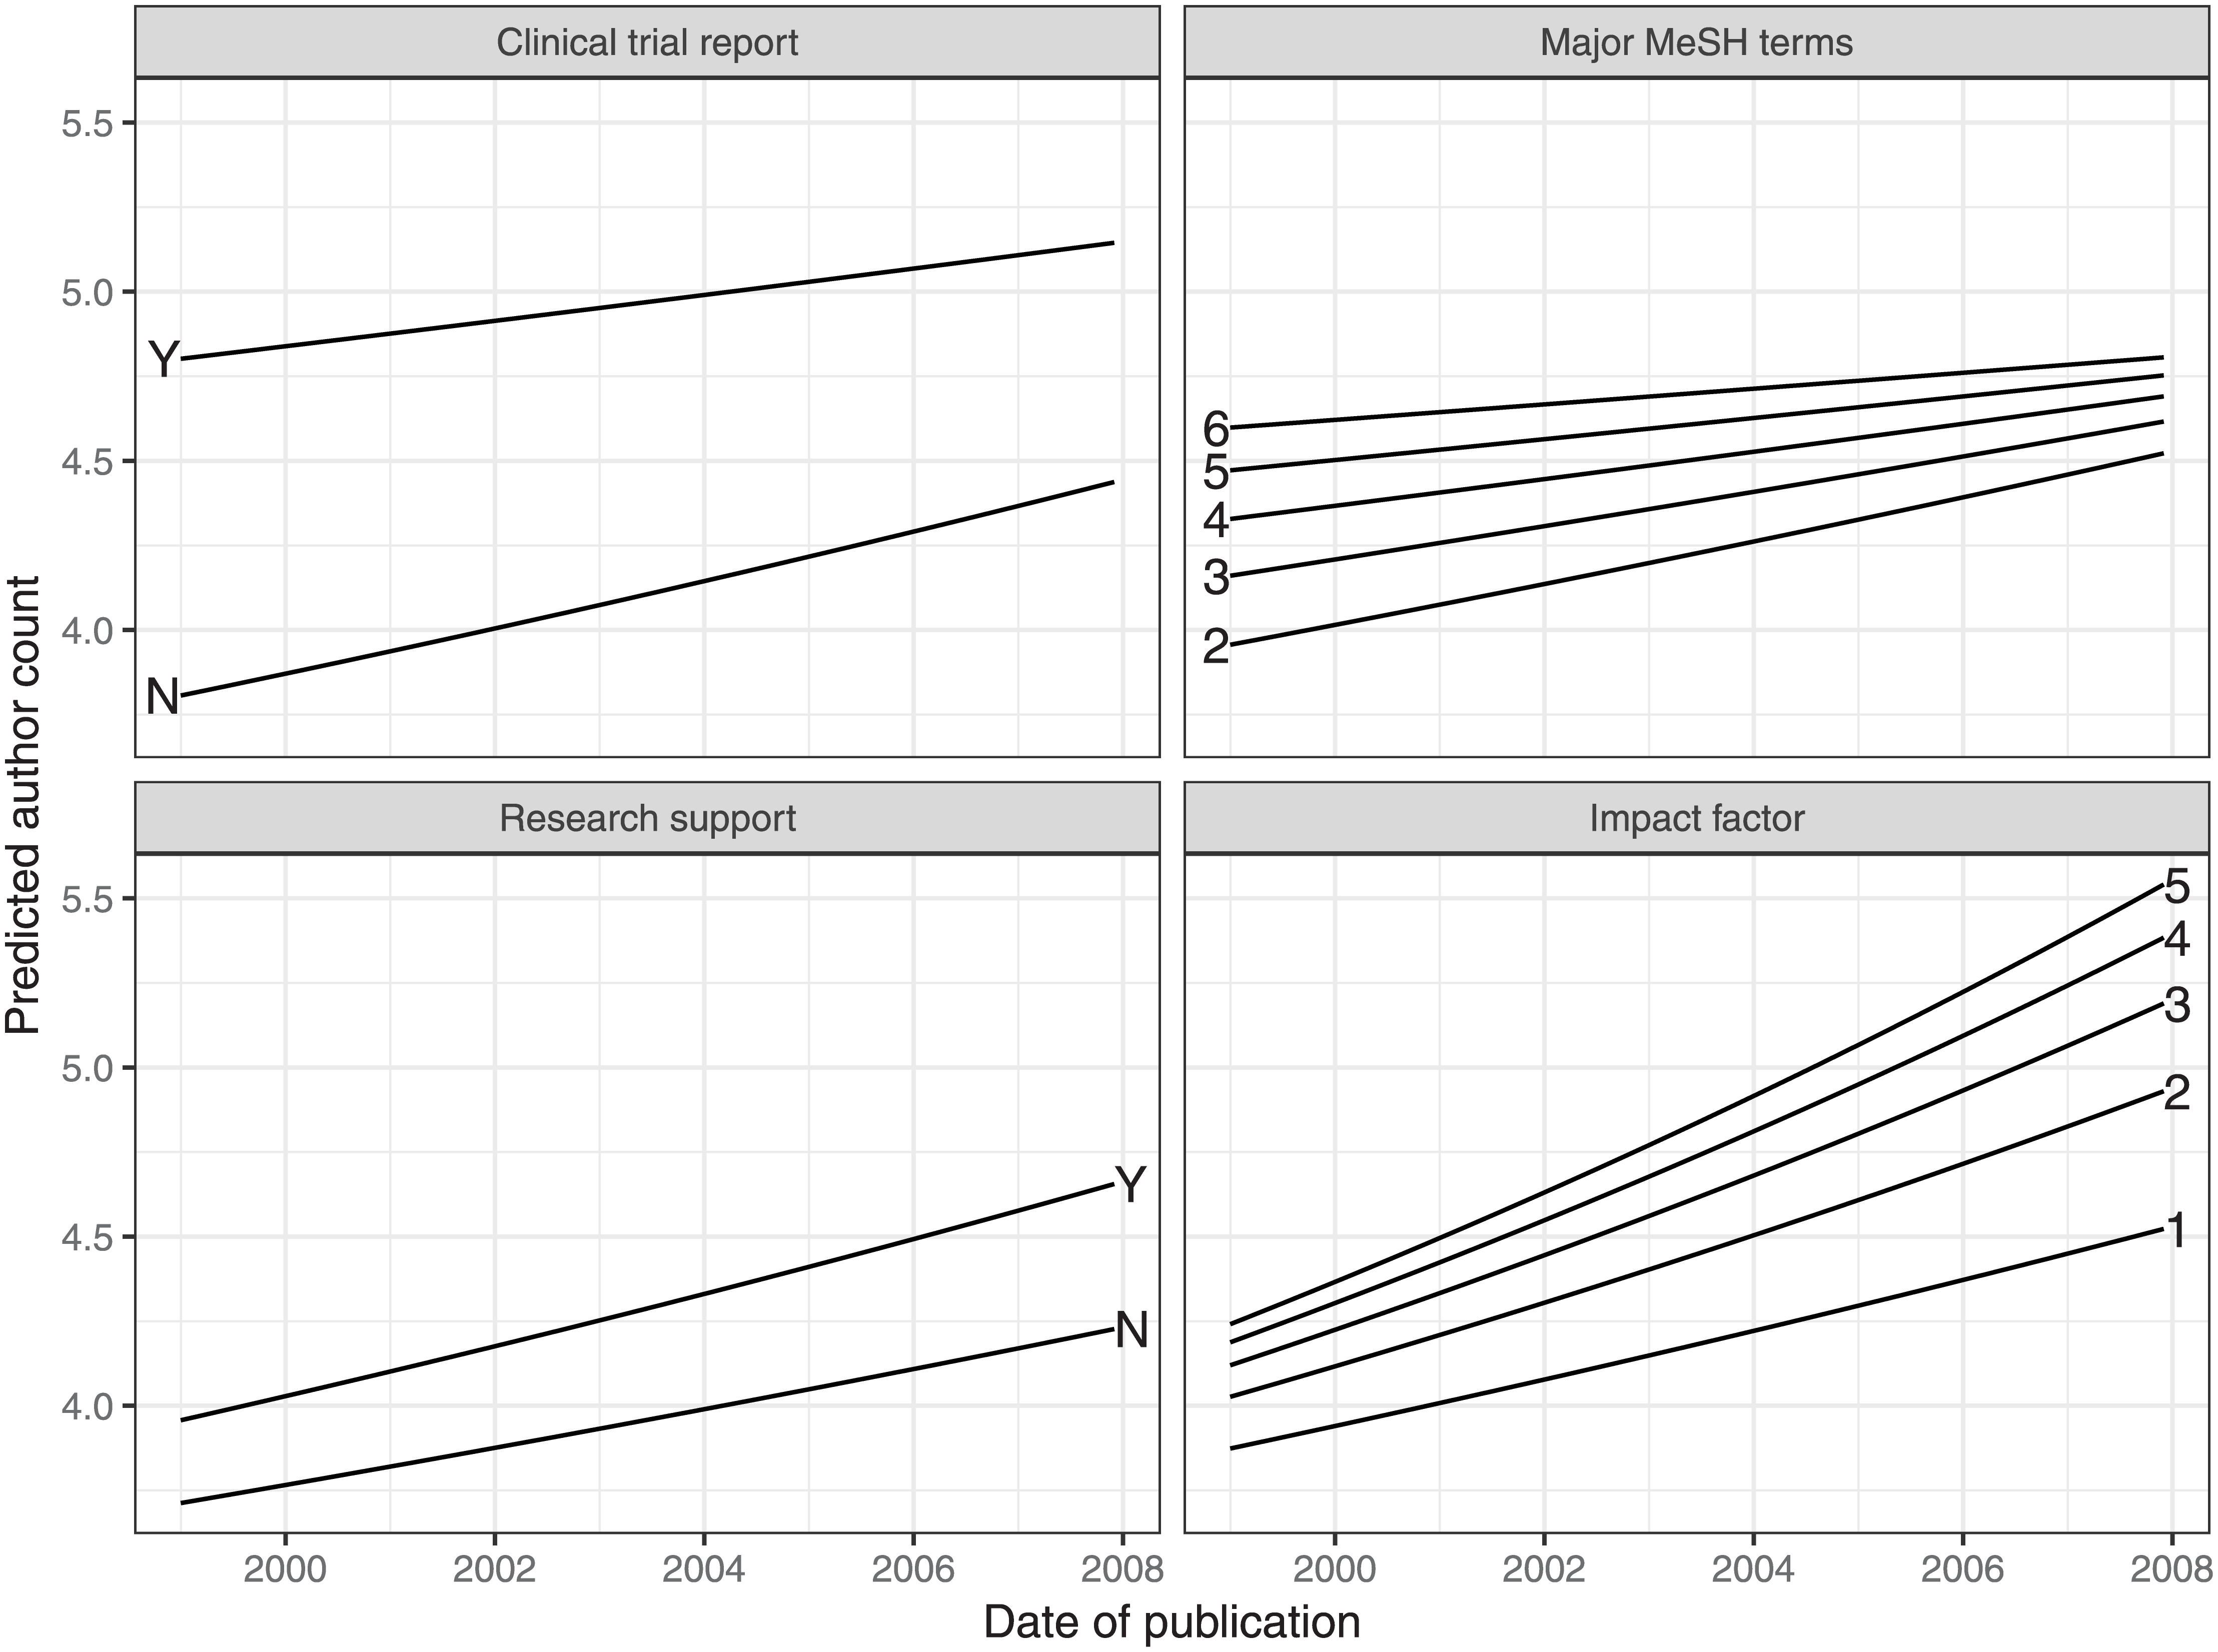 Clinical trial report
Major MeSH terms
5.5
5.0
4.5
4.0
Y
N
6
5
4
3
2
Predicted author count
Research support
Impact factor
5.5
5.0
4.5
4.0
Y
N
5
4
3
2
1
2000 2002 2004 2006 2008
2000 2002 2004 2006 2008
Date of publication